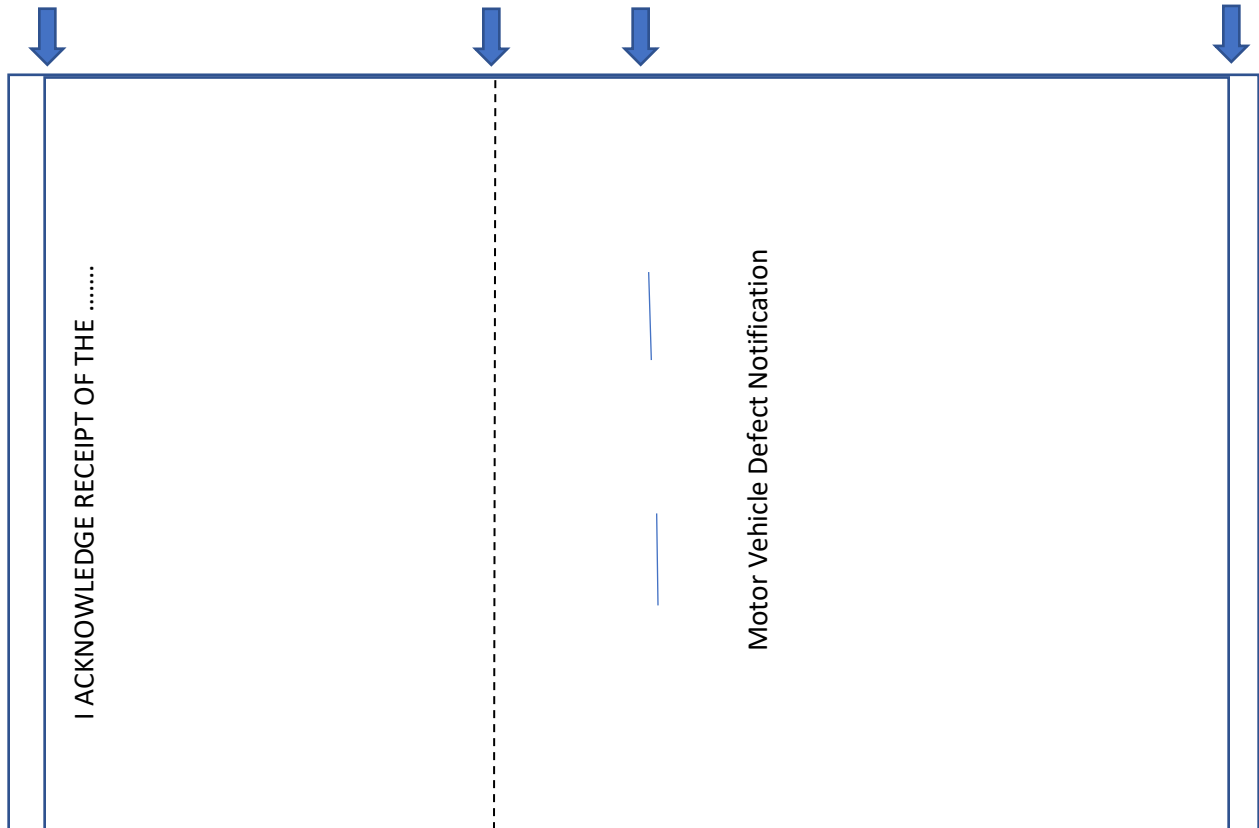 I ACKNOWLEDGE RECEIPT OF THE .......
Motor Vehicle Defect Notification